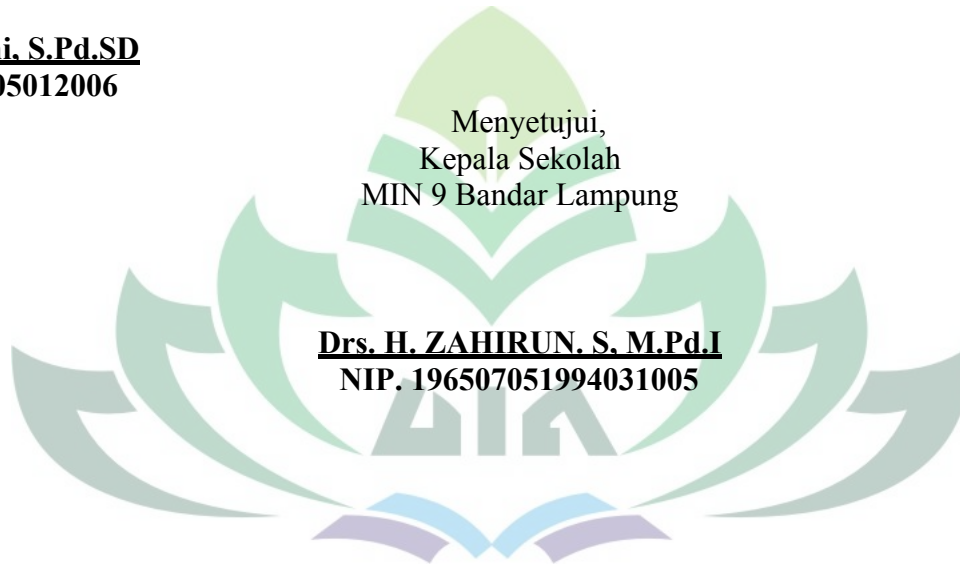 i, S.Pd.SD
05012006
Menyetujui,
Kepala Sekolah
MIN 9 Bandar Lampung
Drs. H. ZAHIRUN. S, M.Pd.I
NIP. 196507051994031005